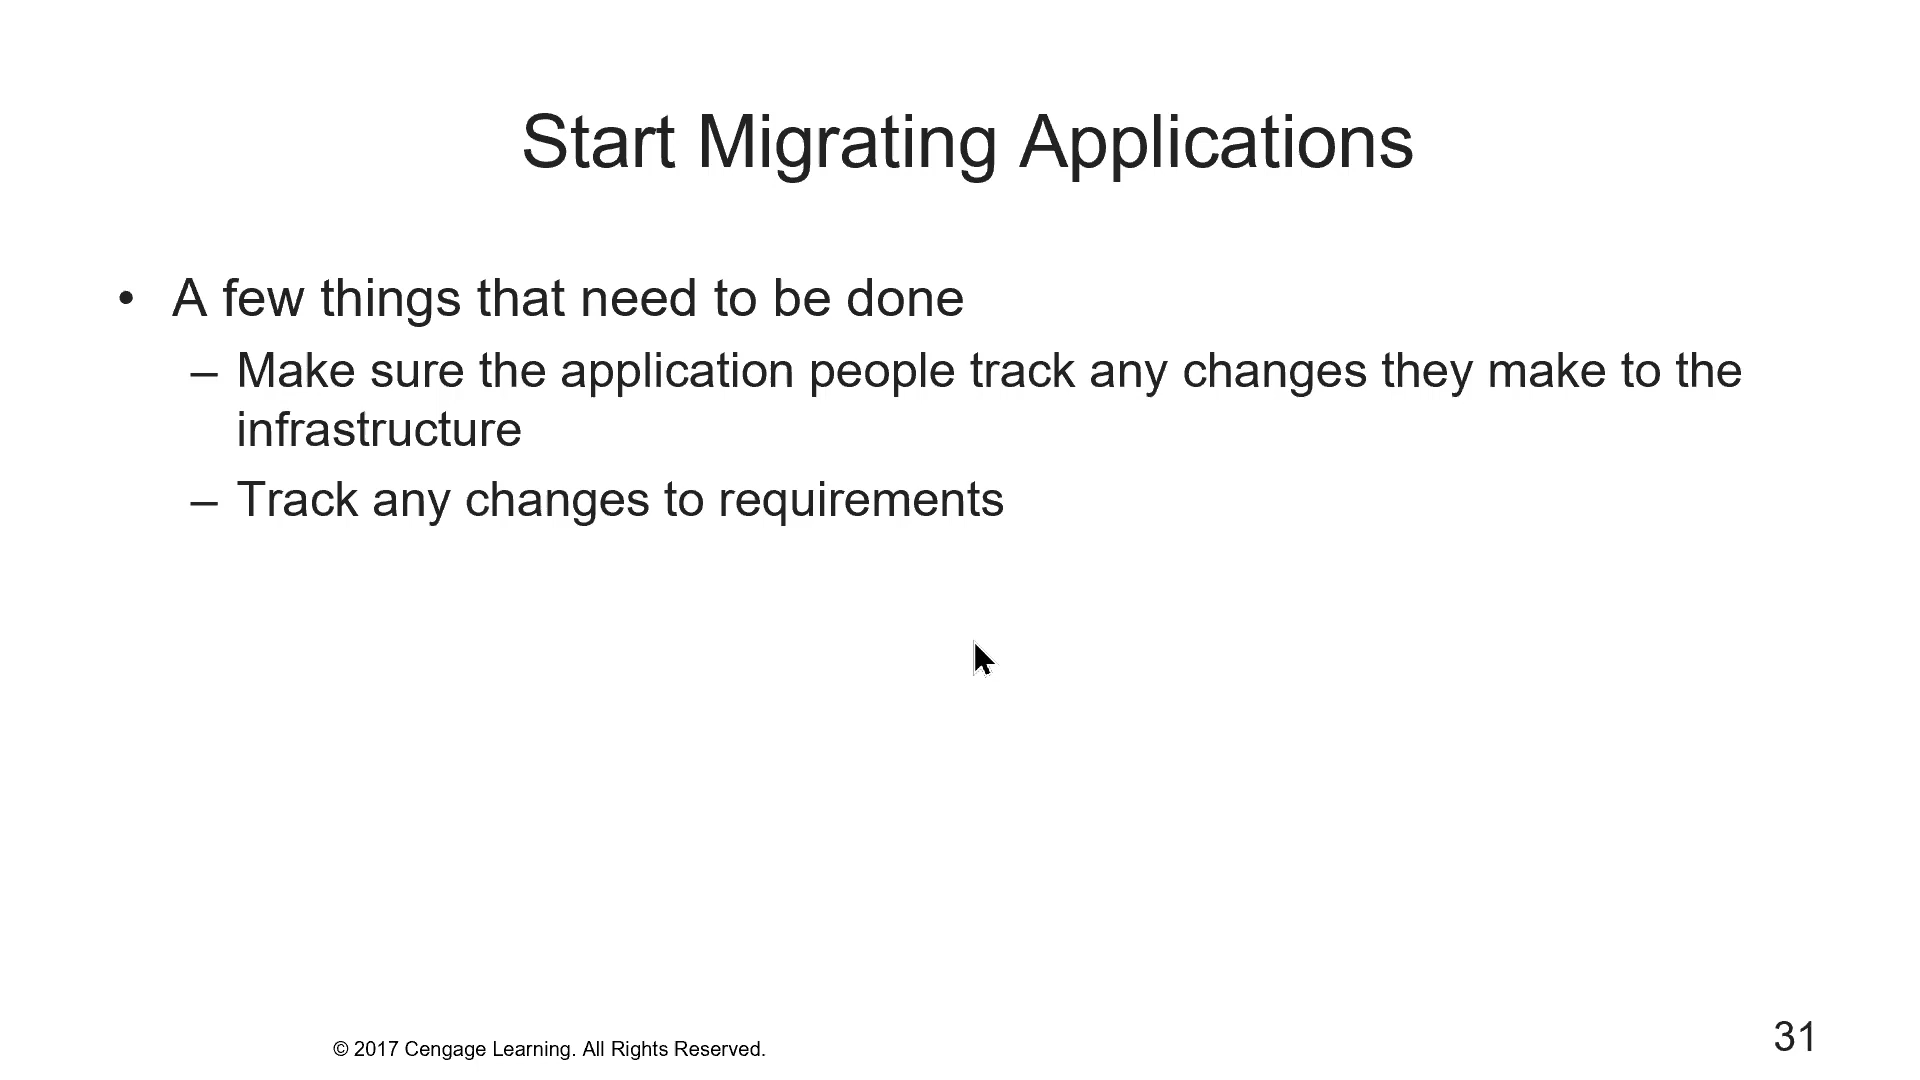 Start Migrating Applications
• A few things that need to be done
– Make sure the application people track any changes they make to the
infrastructure
– Track any changes to requirements
© 2017 Cengage Learning. All Rights Reserved.
31